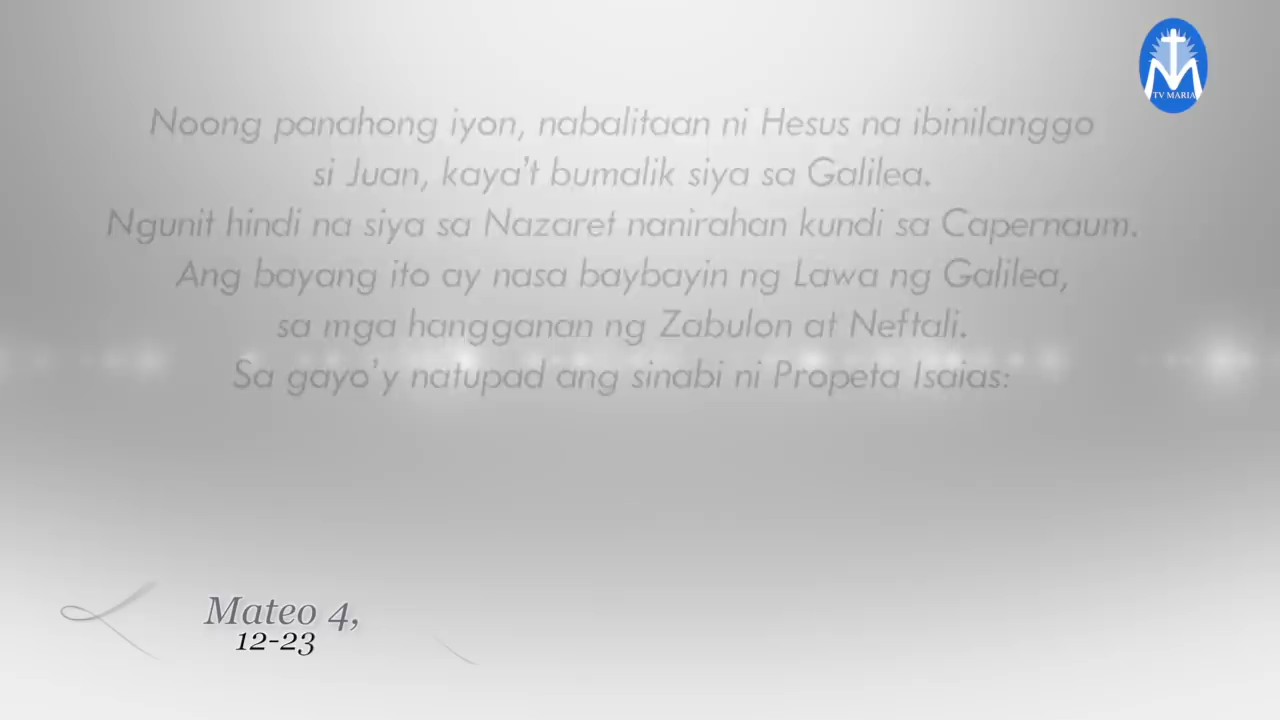 TV MARIA
Noong panahong iyon, nabalitaan ni Hesus na ibinilanggo
si Juan, kaya't bumalik siya sa Galilea.
Ngunit hindi na siya sa Nazaret nanirahan kundi sa Capernaum.
Ang bayang ito ay nasa baybayin ng Lawa ng Galilea,
sa mga hangganan ng Zabulon at Neftali.
Sa gayo'y natupad ang sinabi ni Propeta Isaias:
Mateo 4,
12-23